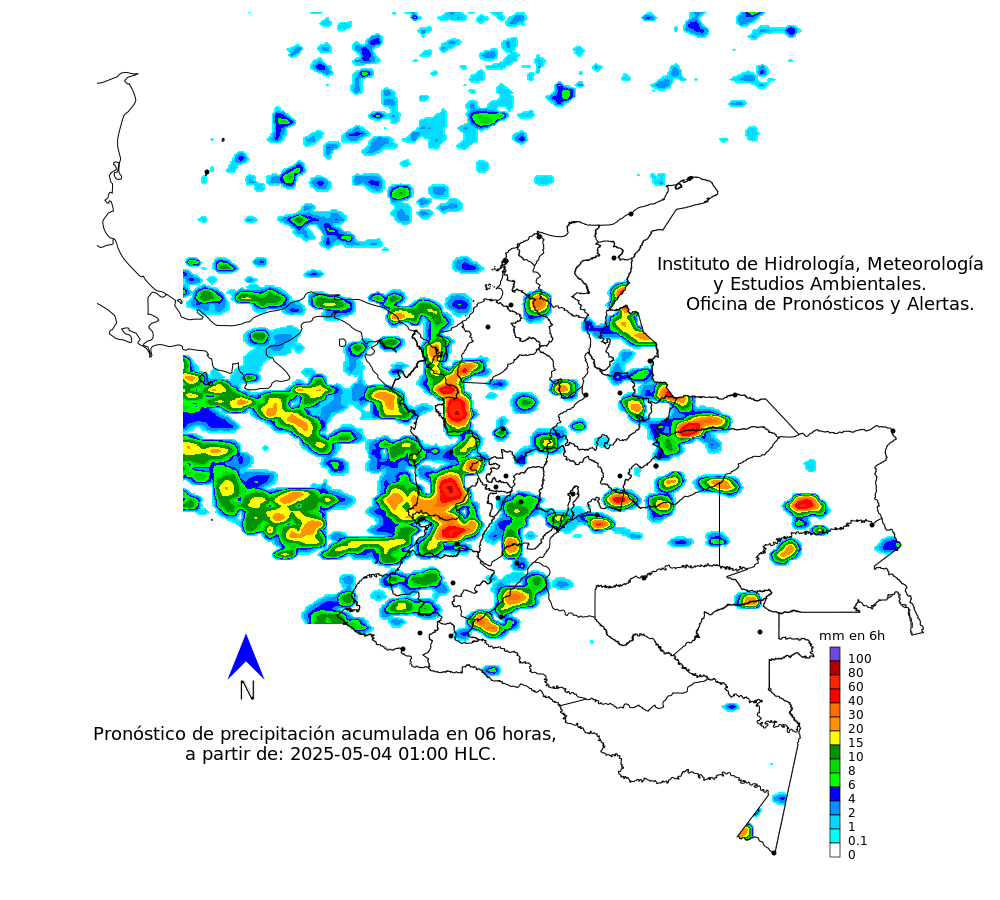 Instituto de Hidrología, Meteorología
y Estudios Ambientales.
Oficina de Pronósticos y Alertas.
mm en 6h
100
80
60
40
30
20
15
10
8
6
4
2
1
0.1
0
N
Pronóstico de precipitación acumulada en 06 horas,
a partir de: 2025-05-04 01:00 HLC.